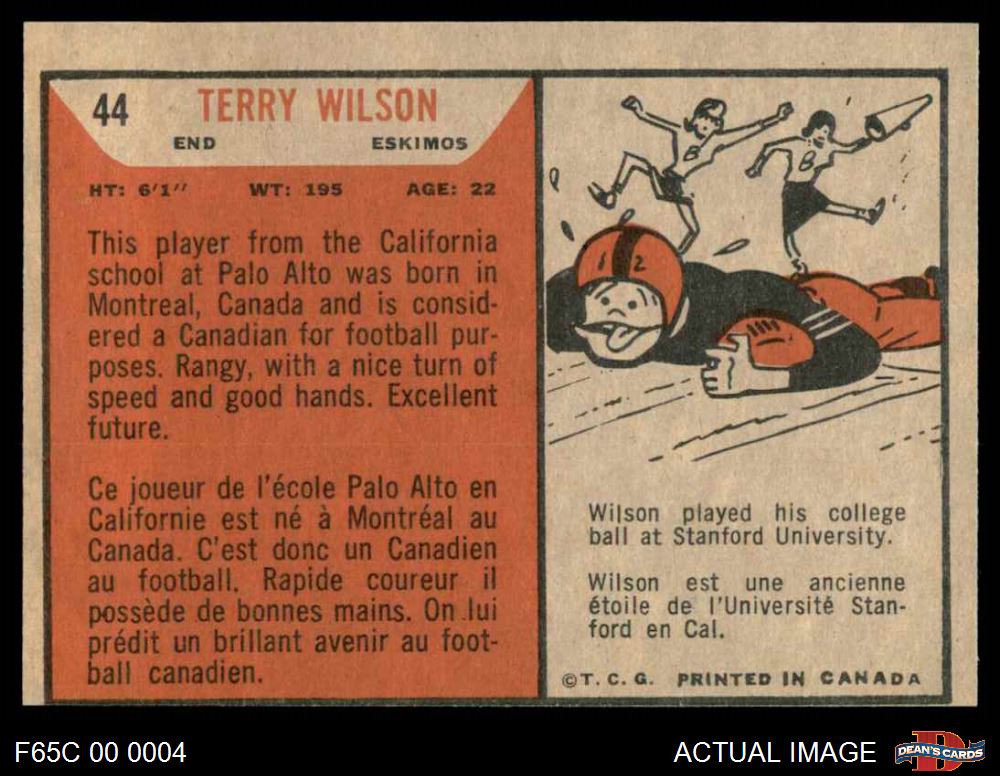 44 TERRY WILSON
END ESKIMOS
HT: 6'1" WT: 195 AGE: 22
This player from the California
school at Palo Alto was born in
Montreal, Canada and is consid-
ered a Canadian for football pur-
poses. Rangy, with a nice turn of
speed and good hands. Excellent
future.
Ce joueur de l'école Palo Alto en
Californie est né à Montréal au
Canada. C'est donc un Canadien
au football. Rapide coureur il
possède de bonnes mains. On lui
prédit un brillant avenir au foot-
ball canadien.
B B
1 2
Wilson played his college
ball at Stanford University.
Wilson est une ancienne
étoile de l'Université Stan-
ford en Cal.
©T. C. G. PRINTED IN CANADA
F65C 00 0004
ACTUAL IMAGE
D
DEAN'S CARDS